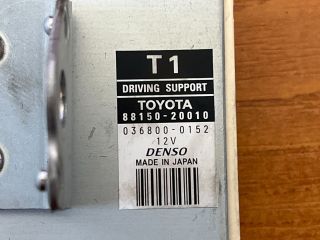 T1
DRIVING SUPPORT
TOYOTA
88150-20010
036800-0152
12V
DENSO
MADE IN JAPAN